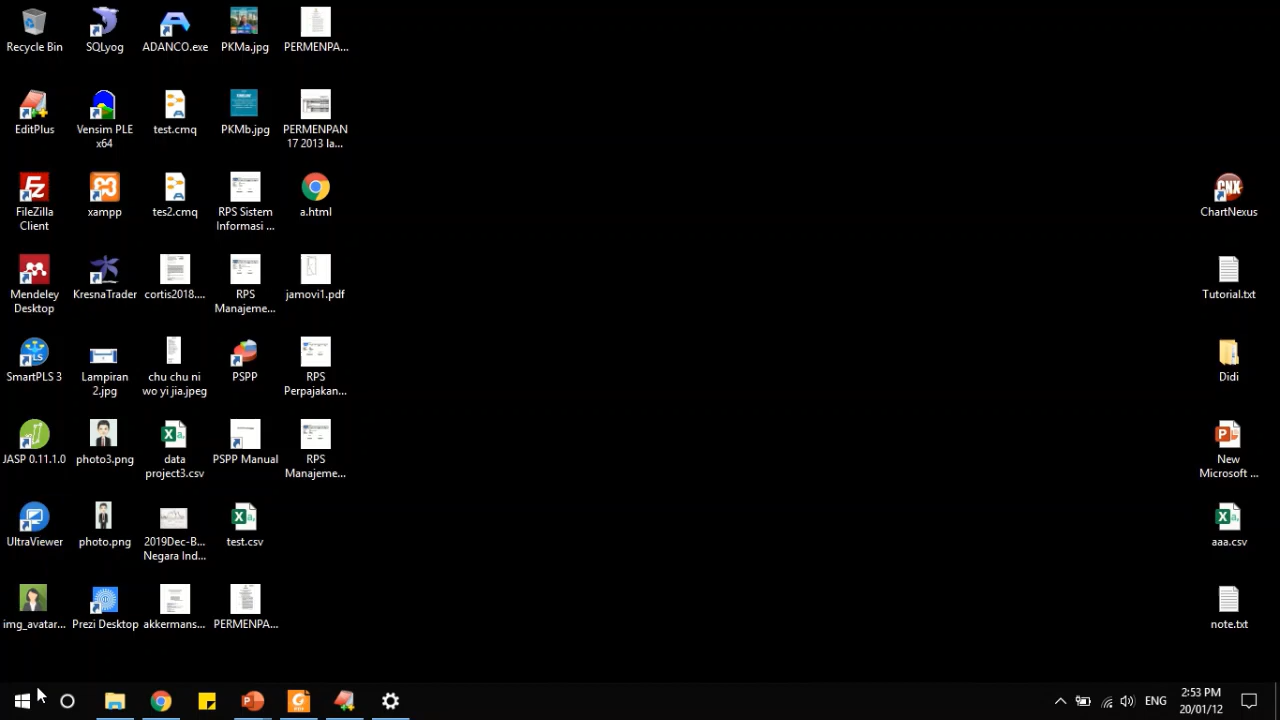 Recycle Bin
SQLyog
ADANCO.exe
PKMa.jpg
PERMENPA...
EditPlus
Vensim PLE
x64
test.cmq
PKMb.jpg
PERMENPAN
17 2013 la...
FileZilla
Client
xampp
tes2.cmq
RPS Sistem
Informasi ...
a.html
Mendeley
Desktop
KresnaTrader
cortis2018....
RPS
Manajeme...
jamovi1.pdf
SmartPLS 3
Lampiran
2.jpg
chu chu ni
wo yi jia.jpeg
PSPP
RPS
Perpajakan...
JASP 0.11.1.0
photo3.png
data
project3.csv
PSPP Manual
RPS
Manajeme...
UltraViewer
photo.png
2019Dec-B...
Negara Ind...
test.csv
img_avatar...
Prezi Desktop
akkermans...
PERMENPA...
CNX
ChartNexus
Tutorial.txt
Didi
New
Microsoft ...
aaa.csv
note.txt
ENG
2:53 PM
20/01/12